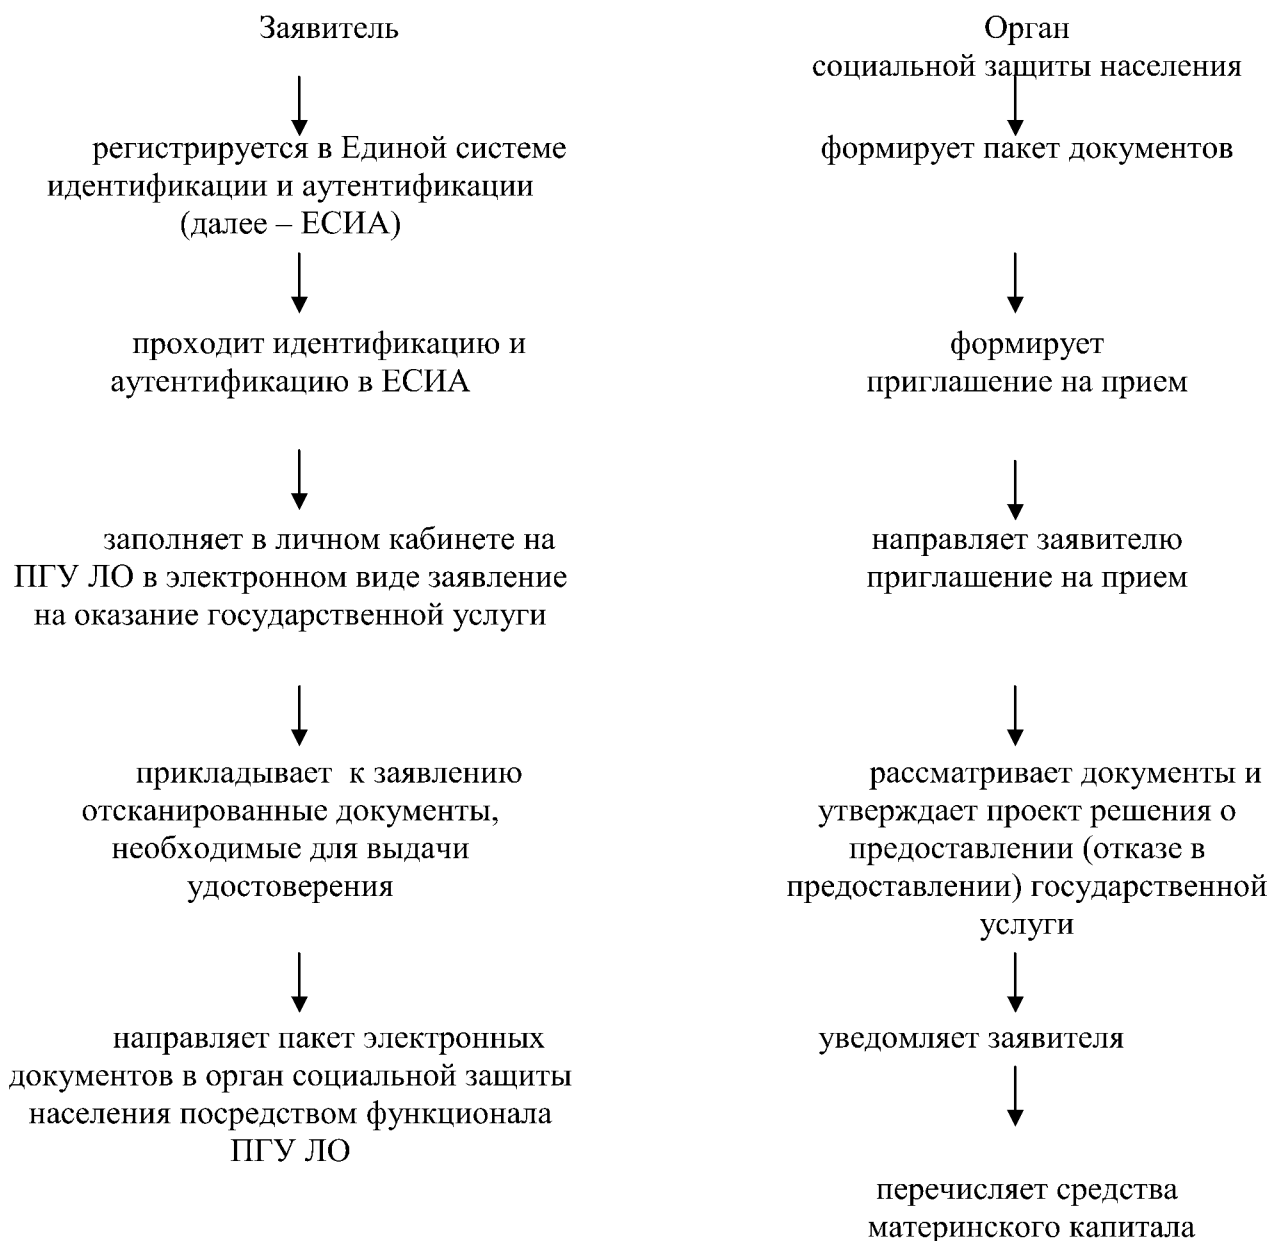 Заявитель
регистрируется в Единой системе
идентификации и аутентификации
(далее – ЕСИА)
проходит идентификацию и
аутентификацию в ЕСИА
заполняет в личном кабинете на
ПГУ ЛО в электронном виде заявление
на оказание государственной услуги
прикладывает к заявлению
отсканированные документы,
необходимые для выдачи
удостоверения
направляет пакет электронных
документов в орган социальной защиты
населения посредством функционала
ПГУ ЛО
Орган
социальной защиты населения
формирует пакет документов
формирует
приглашение на прием
направляет заявителю
приглашение на прием
рассматривает документы и
утверждает проект решения о
предоставлении (отказе в
предоставлении) государственной
услуги
уведомляет заявителя
перечисляет средства
материнского капитала